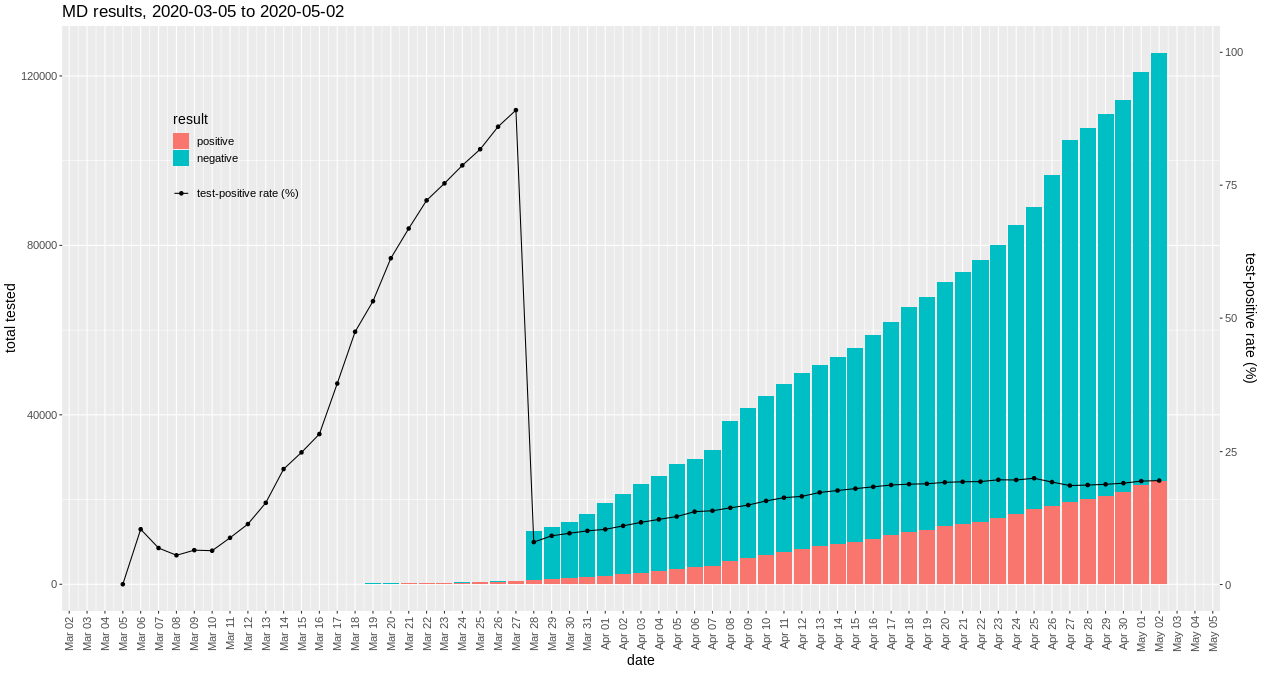 MD results, 2020-03-05 to 2020-05-02
total tested
120000
80000
40000
0
result
positive
negative
test-positive rate (%)
100
75
50
25
0
test-positive rate (%)
Mar 02 Mar 03 Mar 04 Mar 05 Mar 06 Mar 07 Mar 08 Mar 09 Mar 10 Mar 11 Mar 12 Mar 13 Mar 14 Mar 15 Mar 16 Mar 17 Mar 18 Mar 19 Mar 20 Mar 21 Mar 22 Mar 23 Mar 24 Mar 25 Mar 26 Mar 27 Mar 28 Mar 29 Mar 30 Mar 31 Apr 01 Apr 02 Apr 03 Apr 04 Apr 05 Apr 06 Apr 07 Apr 08 Apr 09 Apr 10 Apr 11 Apr 12 Apr 13 Apr 14 Apr 15 Apr 16 Apr 17 Apr 18 Apr 19 Apr 20 Apr 21 Apr 22 Apr 23 Apr 24 Apr 25 Apr 26 Apr 27 Apr 28 Apr 29 Apr 30 May 01 May 02 May 03 May 04 May 05
date